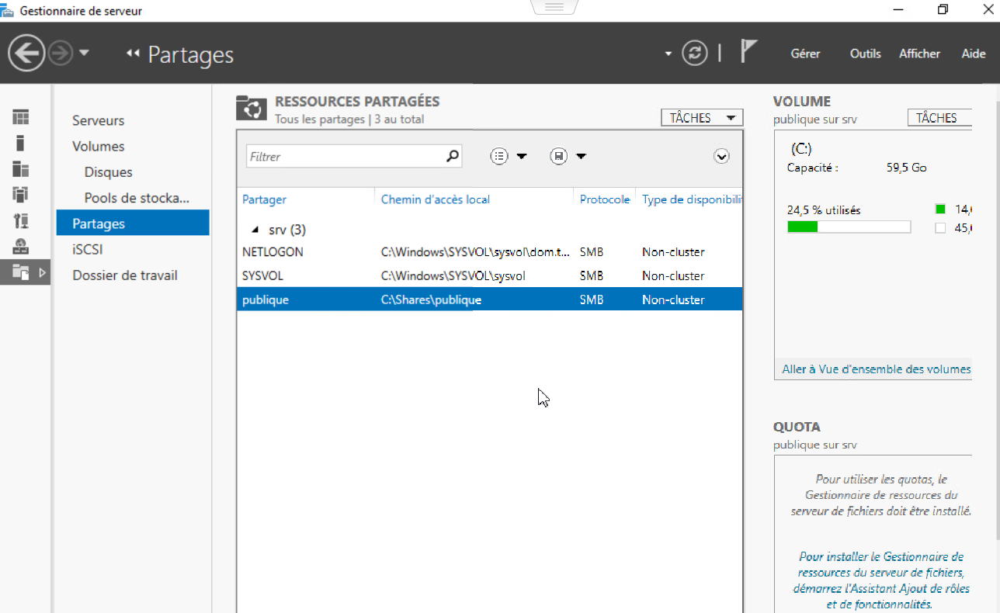 Gestionnaire de serveur
Partages
Gérer Outils Afficher Aide
Serveurs
Volumes
Disques
Pools de stocka...
Partages
iSCSI
Dossier de travail
RESSOURCES PARTAGÉES
Tous les partages | 3 au total
TÂCHES
Filtrer
Partager Chemin d'accès local Protocole Type de disponibili
srv (3)
NETLOGON C:\Windows\SYSVOL\sysvol\dom.t... SMB Non-cluster
SYSVOL C:\Windows\SYSVOL\sysvol SMB Non-cluster
publique C:\Shares\publique SMB Non-cluster
VOLUME
publique sur srv
TÂCHES
(C:)
Capacité : 59,5 Go
24,5 % utilisés
14,
45,
Aller à Vue d'ensemble des volumes
QUOTA
publique sur srv
Pour utiliser les quotas, le
Gestionnaire de ressources du
serveur de fichiers doit être installé.
Pour installer le Gestionnaire de
ressources du serveur de fichiers,
démarrez l'Assistant Ajout de rôles
et de fonctionnalités.